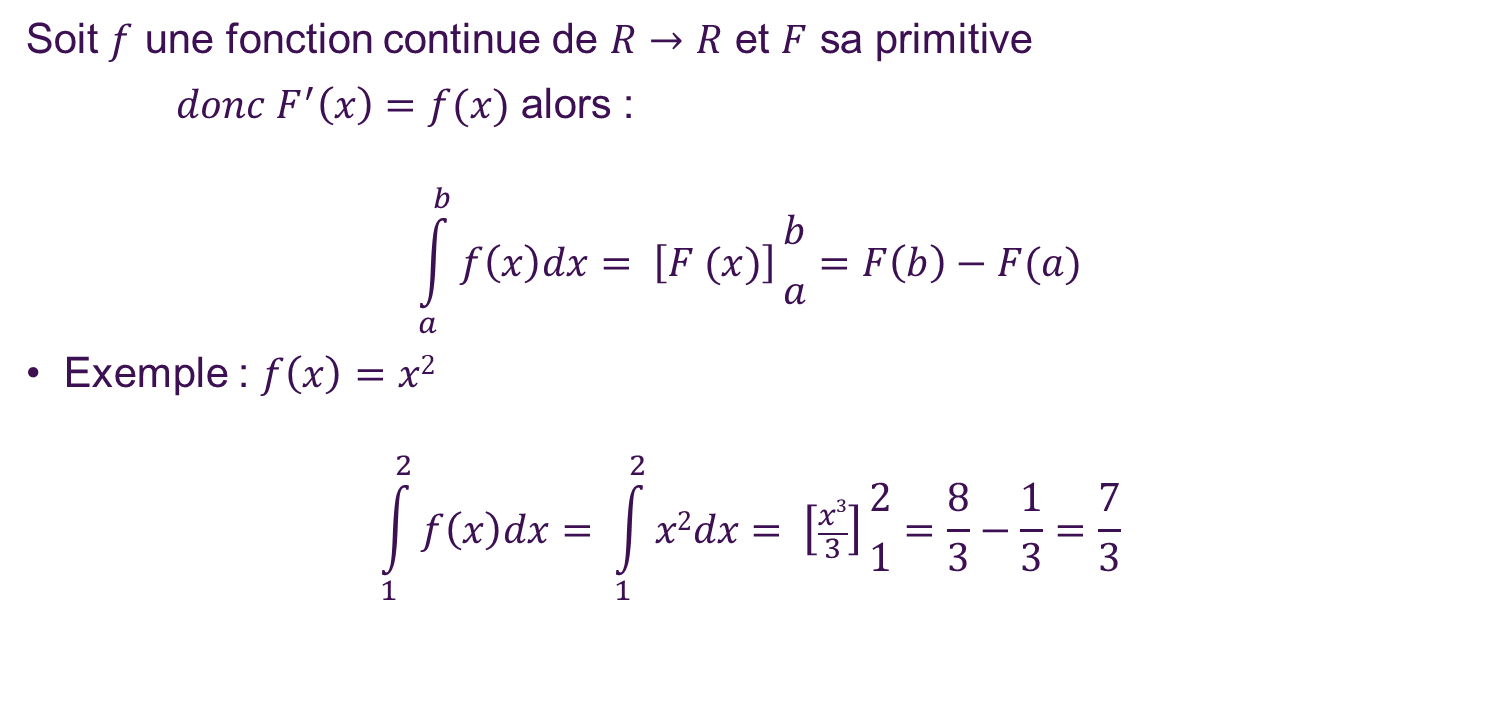 Soit f une fonction continue de R → R et F sa primitive
donc F′(x) = f(x) alors :
∫_a^b f(x)dx = [F (x)]_a^b = F(b) − F(a)
• Exemple : f(x) = x²
∫_1^2 f(x)dx = ∫_1^2 x²dx = [x³/3]_1^2 = 8/3 − 1/3 = 7/3